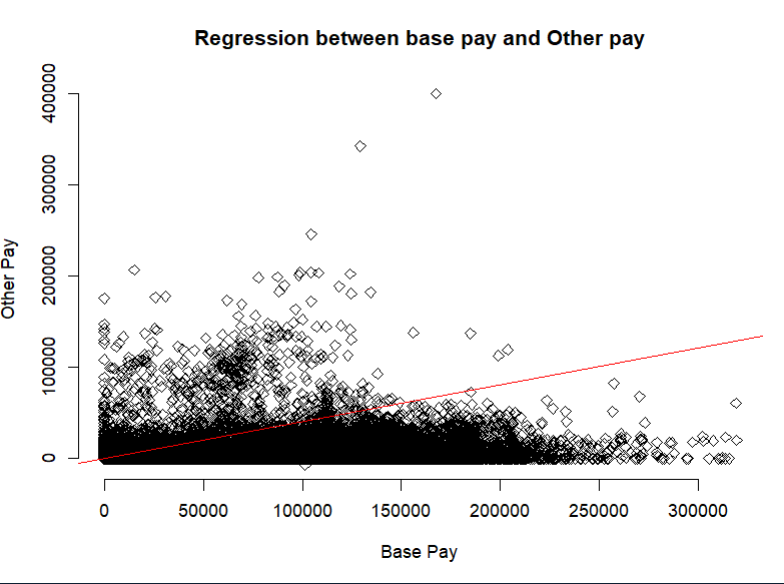 Regression between base pay and Other pay
400000
300000
200000
100000
0
Other Pay
0 50000 100000 150000 200000 250000 300000
Base Pay